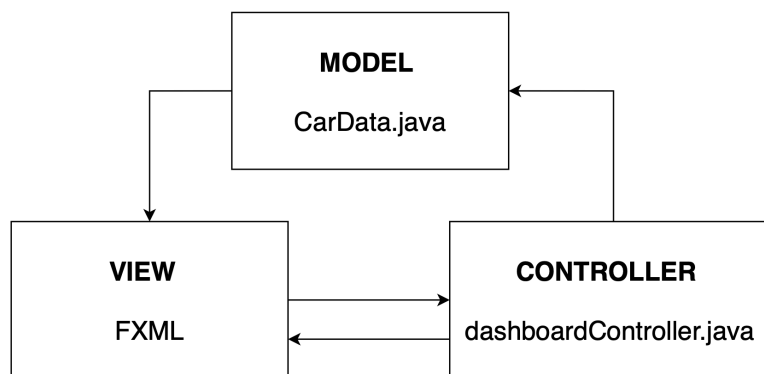 MODEL
CarData.java
VIEW
FXML
CONTROLLER
dashboardController.java